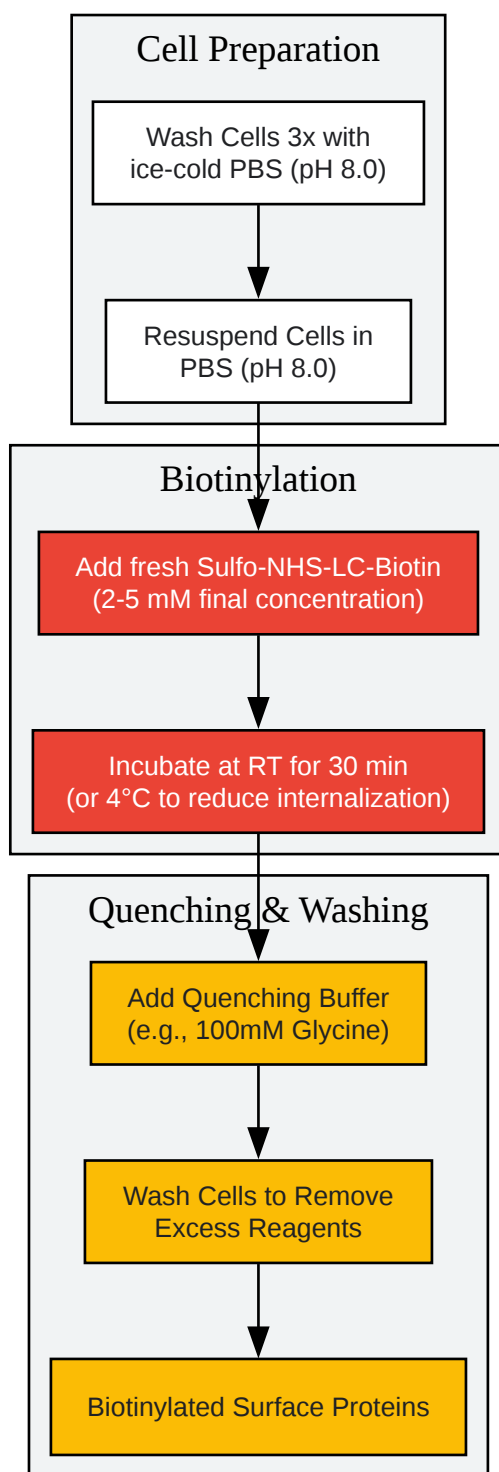 Cell Preparation
Wash Cells 3x with
ice-cold PBS (pH 8.0)
Resuspend Cells in
PBS (pH 8.0)
Biotinylation
Add fresh Sulfo-NHS-LC-Biotin
(2-5 mM final concentration)
Incubate at RT for 30 min
(or 4°C to reduce internalization)
Quenching & Washing
Add Quenching Buffer
(e.g., 100mM Glycine)
Wash Cells to Remove
Excess Reagents
Biotinylated Surface Proteins